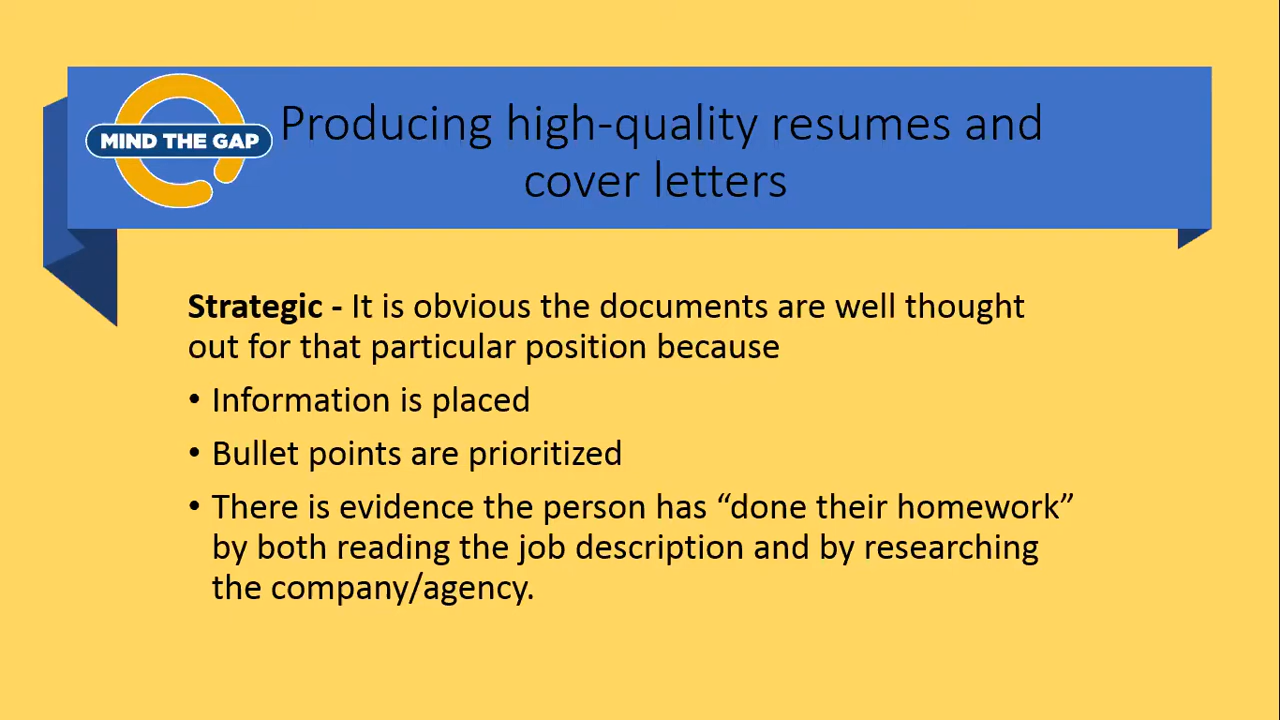 MIND THE GAP
Producing high-quality resumes and
cover letters
Strategic - It is obvious the documents are well thought
out for that particular position because
• Information is placed
• Bullet points are prioritized
• There is evidence the person has “done their homework”
by both reading the job description and by researching
the company/agency.